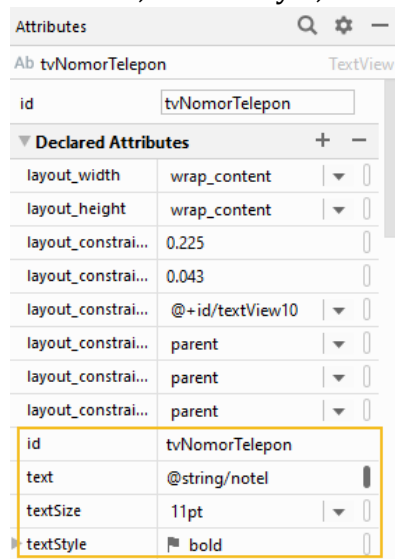 Attributes
Ab tvNomorTelepon TextView
id tvNomorTelepon
Declared Attributes
layout_width wrap_content
layout_height wrap_content
layout_constrai... 0.225
layout_constrai... 0.043
layout_constrai... @+id/textView10
layout_constrai... parent
layout_constrai... parent
layout_constrai... parent
id tvNomorTelepon
text @string/notel
textSize 11pt
textStyle bold